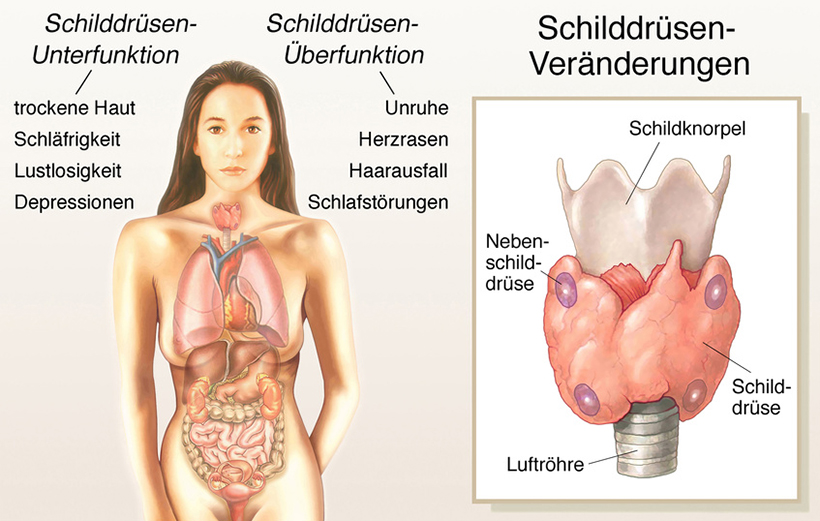 Schilddrüsen-
Unterfunktion
trockene Haut
Schläfrigkeit
Lustlosigkeit
Depressionen
Schilddrüsen-
Überfunktion
Unruhe
Herzrasen
Haarausfall
Schlafstörungen
Schilddrüsen-
Veränderungen
Schildknorpel
Neben-
schild-
drüse
Schild-
drüse
Luftröhre